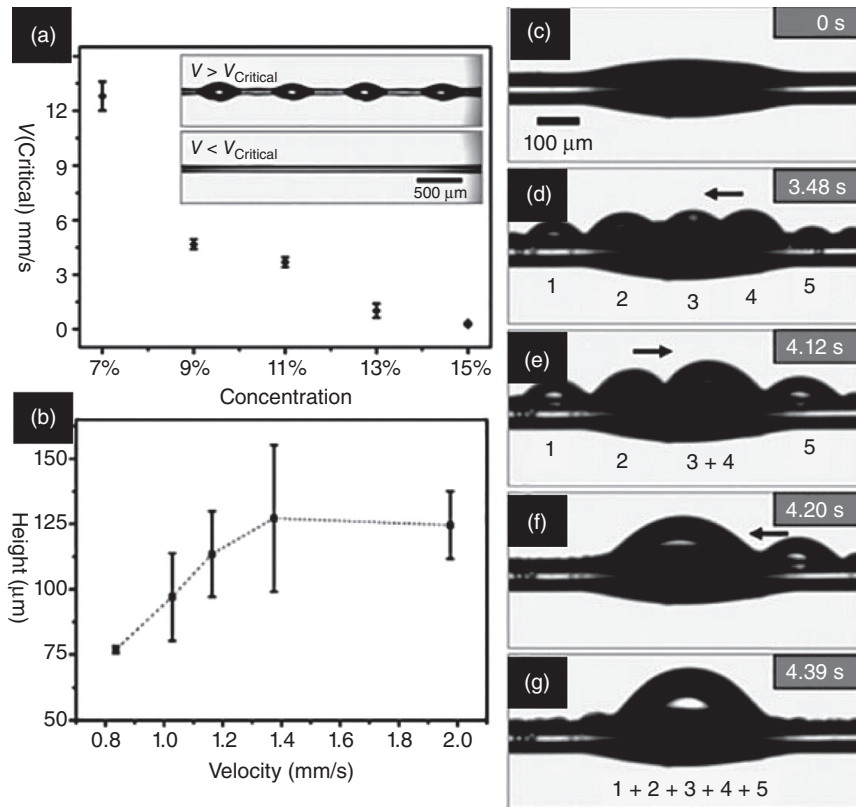 (a)
V(Critical) mm/s
12
9
6
3
0
7% 9% 11% 13% 15%
Concentration
V > V_Critical
V < V_Critical
500 μm
(b)
Height (μm)
150
125
100
75
50
0.8 1.0 1.2 1.4 1.6 1.8 2.0
Velocity (mm/s)
(c)
0 s
100 μm
(d)
3.48 s
1 2 3 4 5
(e)
4.12 s
1 2 3 + 4 5
(f)
4.20 s
(g)
4.39 s
1 + 2 + 3 + 4 + 5